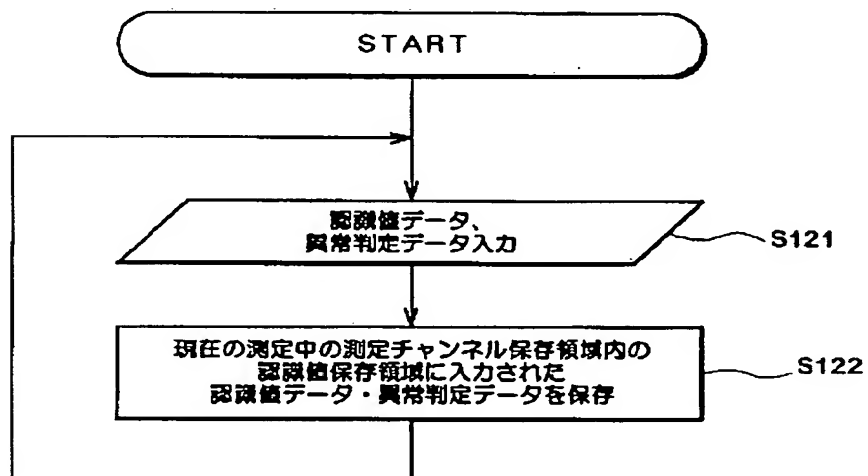 START
認識値データ、
異常判定データ入力
S121
現在の測定中の測定チャンネル保存領域内の
認識値保存領域に入力された
認識値データ・異常判定データを保存
S122